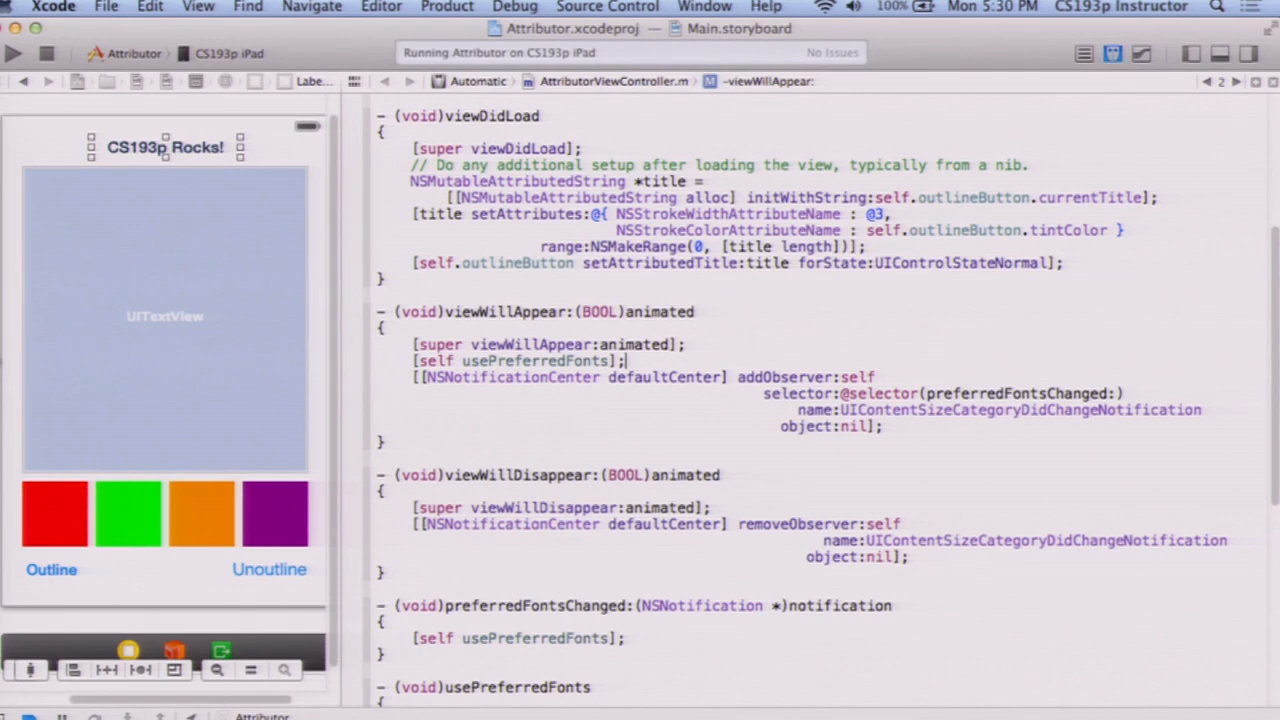 Xcode File Edit View Find Navigate Editor Product Debug Source Control Window Help 100% Mon 5:30 PM CS193p Instructor
Attributor.xcodeproj — Main.storyboard
Attributor CS193p iPad Running Attributor on CS193p iPad No Issues
Labe... Automatic AttributorViewController.m M -viewWillAppear: 2
CS193p Rocks!
UITextView
Outline Unoutline
- (void)viewDidLoad
{
[super viewDidLoad];
// Do any additional setup after loading the view, typically from a nib.
NSMutableAttributedString *title =
[[NSMutableAttributedString alloc] initWithString:self.outlineButton.currentTitle];
[title setAttributes:@{ NSStrokeWidthAttributeName : @3,
NSStrokeColorAttributeName : self.outlineButton.tintColor }
range:NSMakeRange(0, [title length])];
[self.outlineButton setAttributedTitle:title forState:UIControlStateNormal];
}
- (void)viewWillAppear:(BOOL)animated
{
[super viewWillAppear:animated];
[self usePreferredFonts];
[[NSNotificationCenter defaultCenter] addObserver:self
selector:@selector(preferredFontsChanged:)
name:UIContentSizeCategoryDidChangeNotification
object:nil];
}
- (void)viewWillDisappear:(BOOL)animated
{
[super viewWillDisappear:animated];
[[NSNotificationCenter defaultCenter] removeObserver:self
name:UIContentSizeCategoryDidChangeNotification
object:nil];
}
- (void)preferredFontsChanged:(NSNotification *)notification
{
[self usePreferredFonts];
}
- (void)usePreferredFonts
{
Attributor